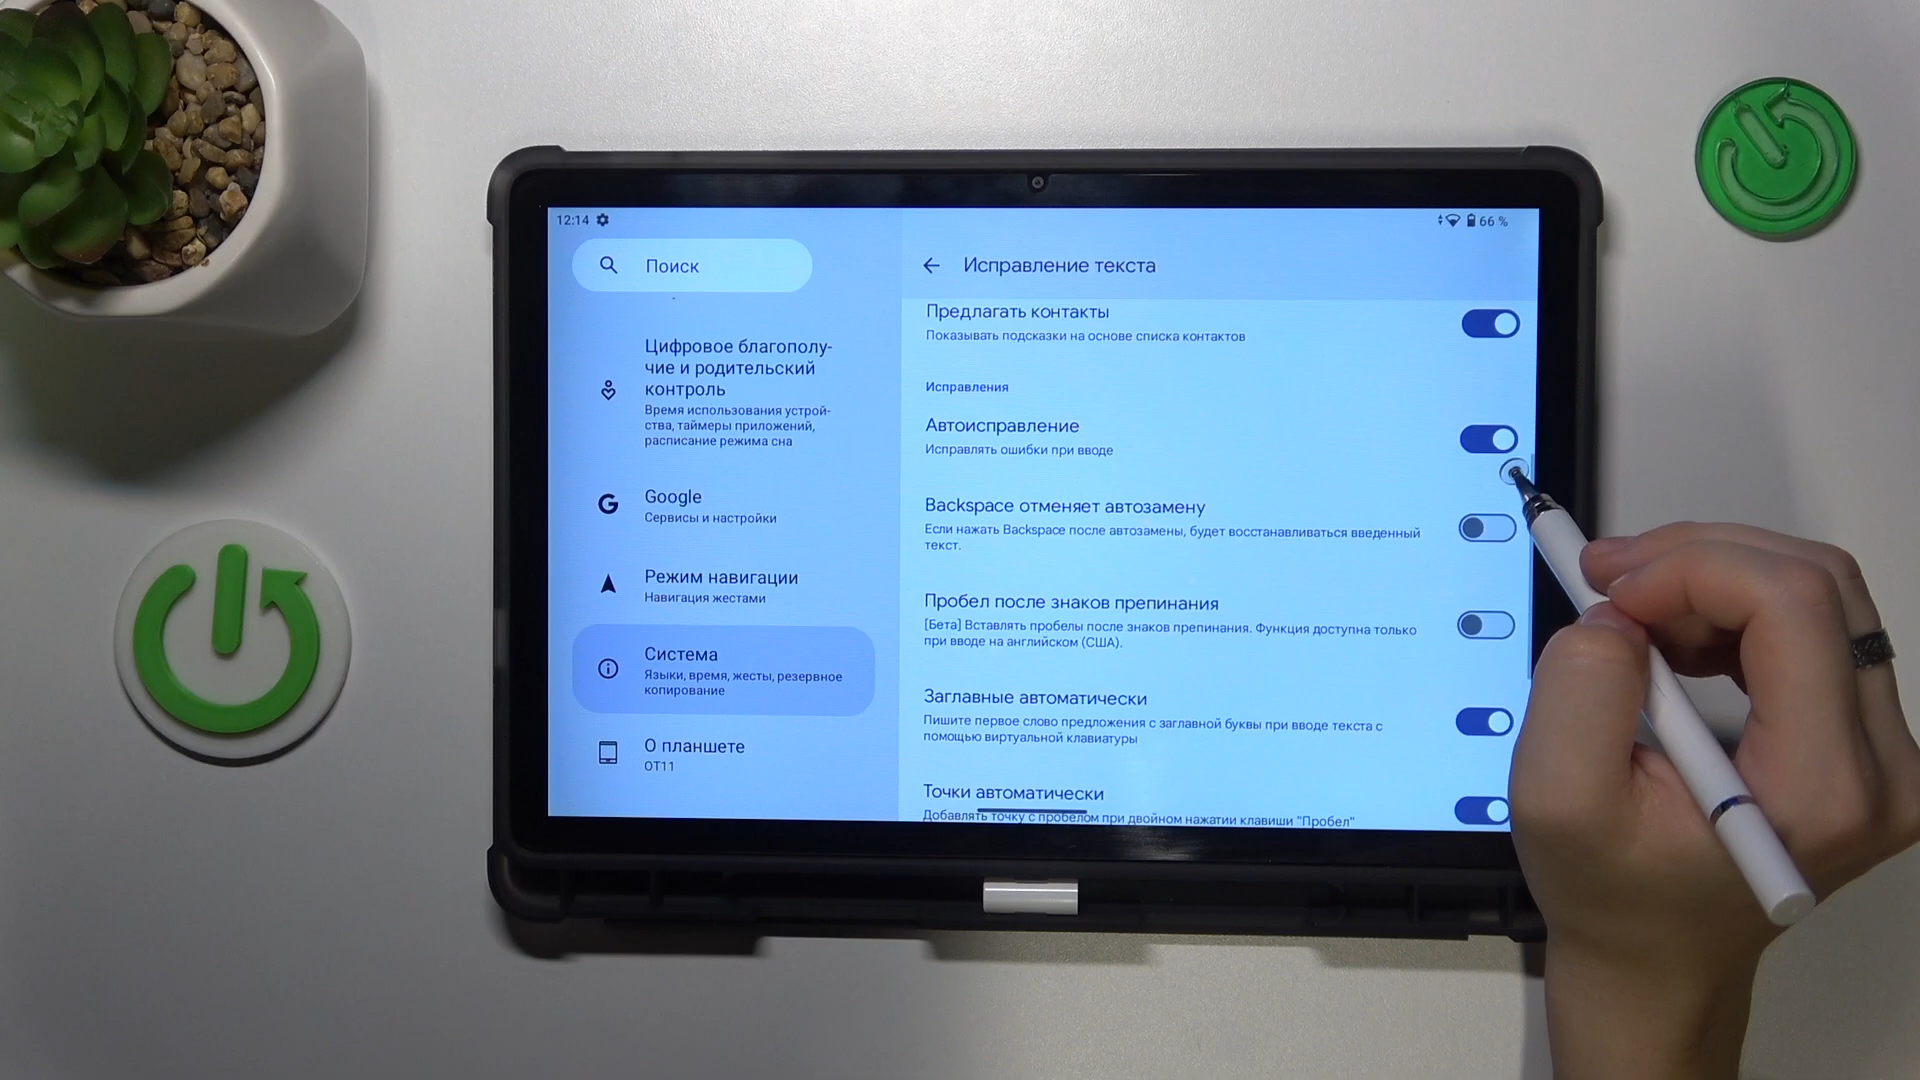 12:14
66 %
Поиск
Цифровое благополу-
чие и родительский
контроль
Время использования устрой-
ства, таймеры приложений,
расписание режима сна
Google
Сервисы и настройки
Режим навигации
Навигация жестами
Система
Языки, время, жесты, резервное
копирование
О планшете
OT11
Исправление текста
Предлагать контакты
Показывать подсказки на основе списка контактов
Исправления
Автоисправление
Исправлять ошибки при вводе
Backspace отменяет автозамену
Если нажать Backspace после автозамены, будет восстанавливаться введенный
текст.
Пробел после знаков препинания
[Бета] Вставлять пробелы после знаков препинания. Функция доступна только
при вводе на английском (США).
Заглавные автоматически
Пишите первое слово предложения с заглавной буквы при вводе текста с
помощью виртуальной клавиатуры
Точки автоматически
Добавлять точку с пробелом при двойном нажатии клавиши "Пробел"